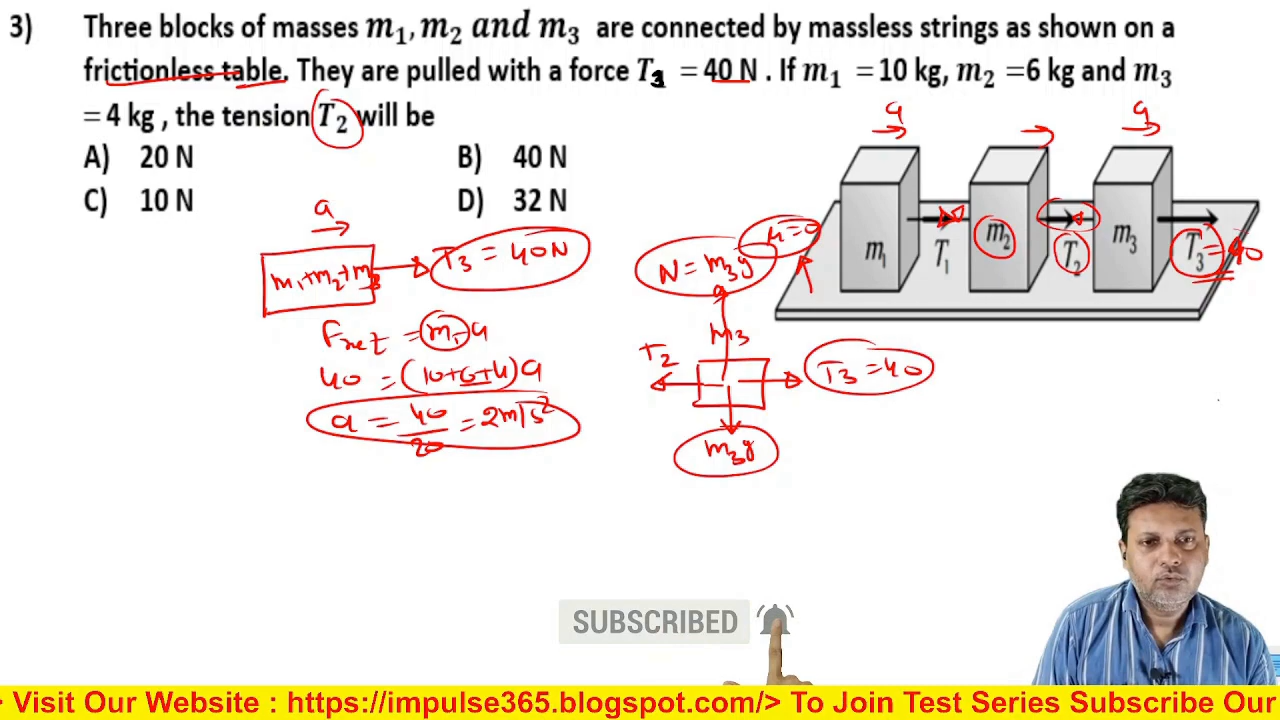 3) Three blocks of masses m₁, m₂ and m₃ are connected by massless strings as shown on a
frictionless table. They are pulled with a force T₃ = 40 N . If m₁ = 10 kg, m₂ =6 kg and m₃
= 4 kg , the tension T₂ will be
A) 20 N B) 40 N
C) 10 N D) 32 N
a
a
m₁ T₁ m₂ T₂ m₃ T₃ = 40
μ=0
a
m₁+m₂+m₃ T₃ = 40N
Fnet = m₁ a
40 = (10+6+4) a
a = 40/20 = 2m/s²
N = m₃g
m₃
T₂ T₃ = 40
m₃g
SUBSCRIBED
> Visit Our Website : https://impulse365.blogspot.com/> To Join Test Series Subscribe Our